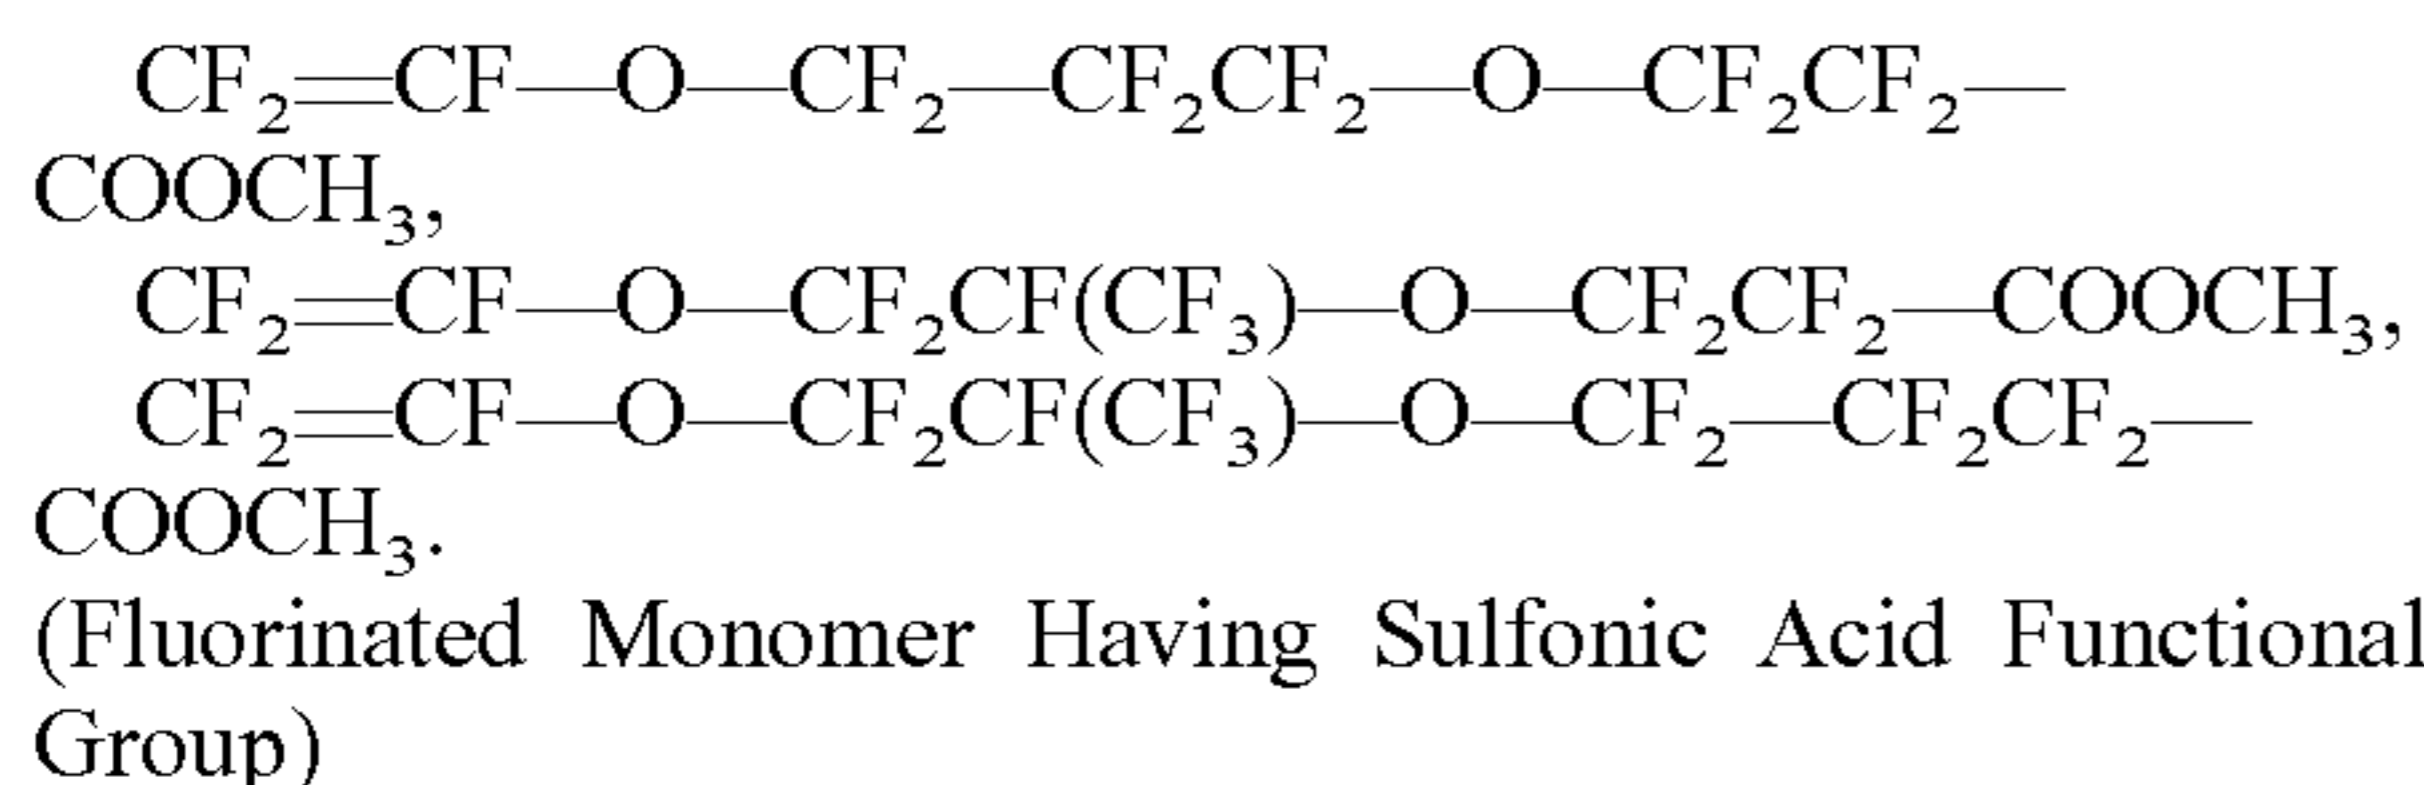 CF₂=CF—O—CF₂—CF₂CF₂—O—CF₂CF₂—
COOCH₃,
CF₂=CF—O—CF₂CF(CF₃)—O—CF₂CF₂—COOCH₃,
CF₂=CF—O—CF₂CF(CF₃)—O—CF₂—CF₂CF₂—
COOCH₃.
(Fluorinated Monomer Having Sulfonic Acid Functional
Group)